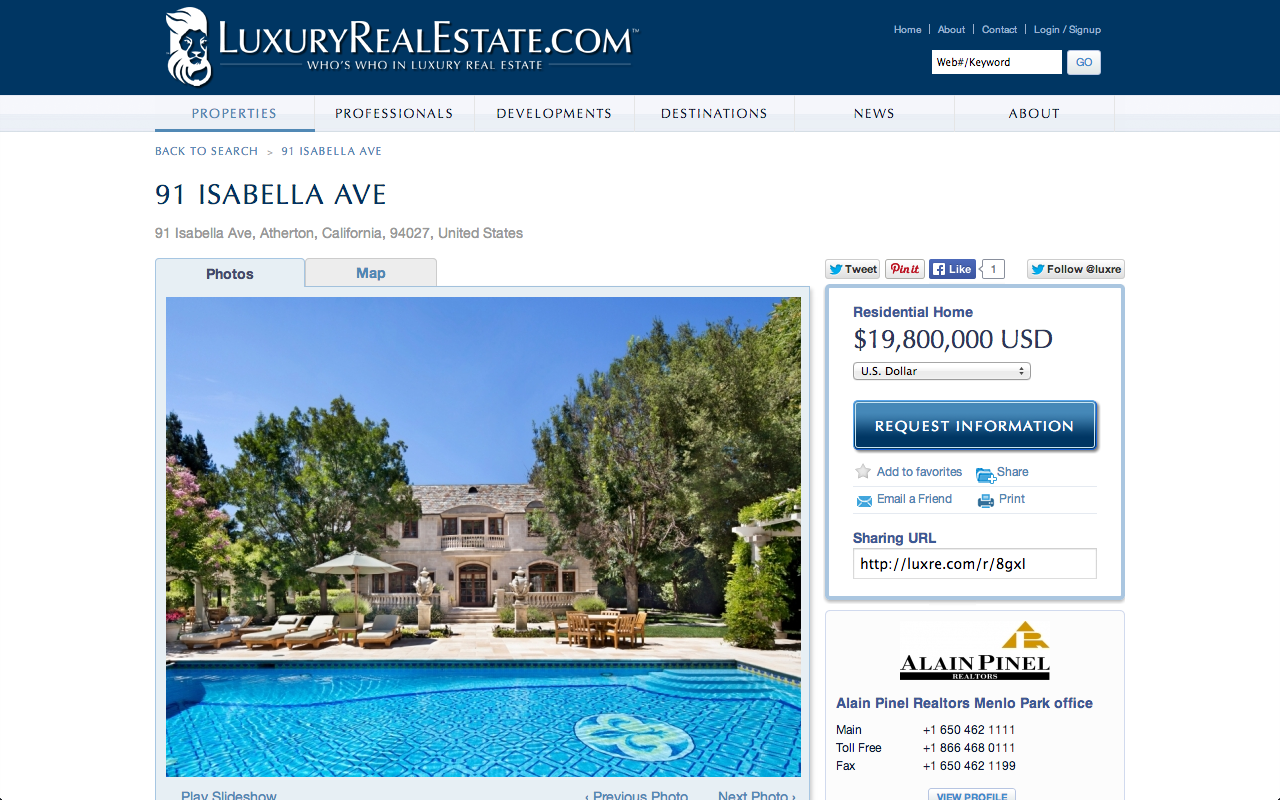 LUXURYREALESTATE.COM™
WHO'S WHO IN LUXURY REAL ESTATE
Home | About | Contact | Login / Signup
Web#/Keyword GO
PROPERTIES PROFESSIONALS DEVELOPMENTS DESTINATIONS NEWS ABOUT
BACK TO SEARCH > 91 ISABELLA AVE
91 ISABELLA AVE
91 Isabella Ave, Atherton, California, 94027, United States
Photos Map
Tweet Pin it Like 1 Follow @luxre
Residential Home
$19,800,000 USD
U.S. Dollar
REQUEST INFORMATION
Add to favorites Share
Email a Friend Print
Sharing URL
http://luxre.com/r/8gxl
ALAIN PINEL
REALTORS
Alain Pinel Realtors Menlo Park office
Main +1 650 462 1111
Toll Free +1 866 468 0111
Fax +1 650 462 1199
VIEW PROFILE
Play Slideshow ‹ Previous Photo Next Photo ›